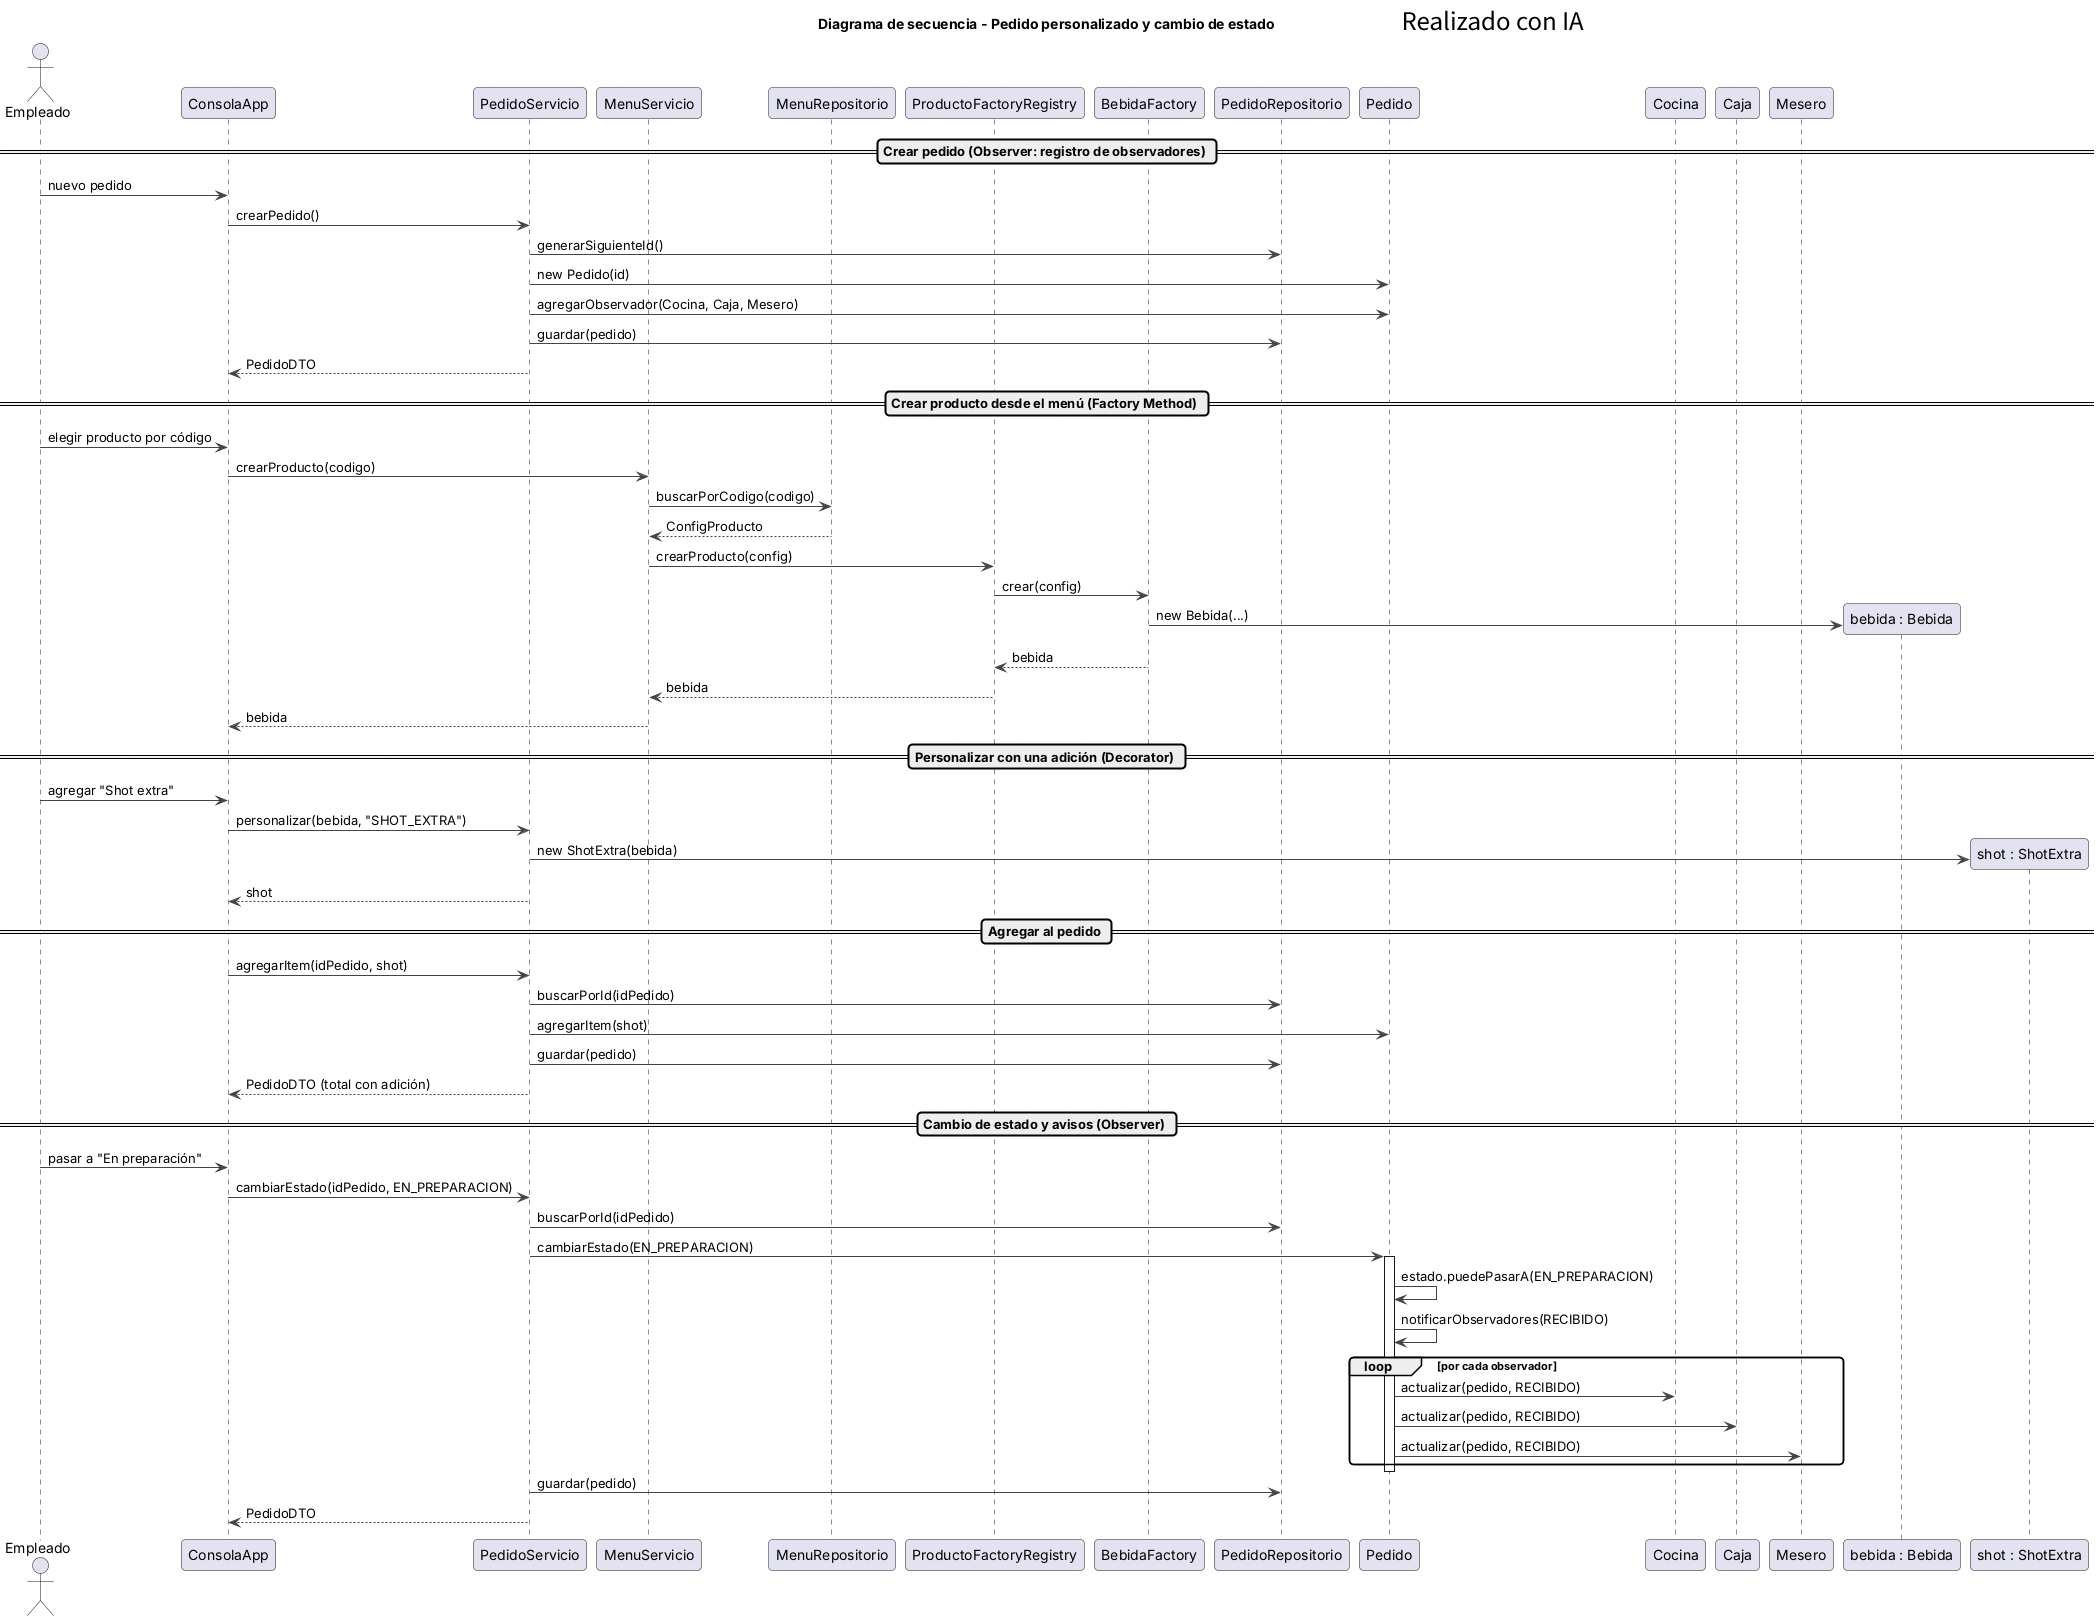 Diagrama de secuencia - Pedido personalizado y cambio de estado
Realizado con IA
Empleado
ConsolaApp
PedidoServicio
MenuServicio
MenuRepositorio
ProductoFactoryRegistry
BebidaFactory
PedidoRepositorio
Pedido
Cocina
Caja
Mesero
Crear pedido (Observer: registro de observadores)
nuevo pedido
crearPedido()
generarSiguienteId()
new Pedido(id)
agregarObservador(Cocina, Caja, Mesero)
guardar(pedido)
PedidoDTO
Crear producto desde el menú (Factory Method)
elegir producto por código
crearProducto(codigo)
buscarPorCodigo(codigo)
ConfigProducto
crearProducto(config)
crear(config)
new Bebida(...)
bebida : Bebida
bebida
bebida
bebida
Personalizar con una adición (Decorator)
agregar "Shot extra"
personalizar(bebida, "SHOT_EXTRA")
new ShotExtra(bebida)
shot : ShotExtra
shot
Agregar al pedido
agregarItem(idPedido, shot)
buscarPorId(idPedido)
agregarItem(shot)
guardar(pedido)
PedidoDTO (total con adición)
Cambio de estado y avisos (Observer)
pasar a "En preparación"
cambiarEstado(idPedido, EN_PREPARACION)
buscarPorId(idPedido)
cambiarEstado(EN_PREPARACION)
estado.puedePasarA(EN_PREPARACION)
notificarObservadores(RECIBIDO)
loop
[por cada observador]
actualizar(pedido, RECIBIDO)
actualizar(pedido, RECIBIDO)
actualizar(pedido, RECIBIDO)
guardar(pedido)
PedidoDTO
Empleado
ConsolaApp
PedidoServicio
MenuServicio
MenuRepositorio
ProductoFactoryRegistry
BebidaFactory
PedidoRepositorio
Pedido
Cocina
Caja
Mesero
bebida : Bebida
shot : ShotExtra